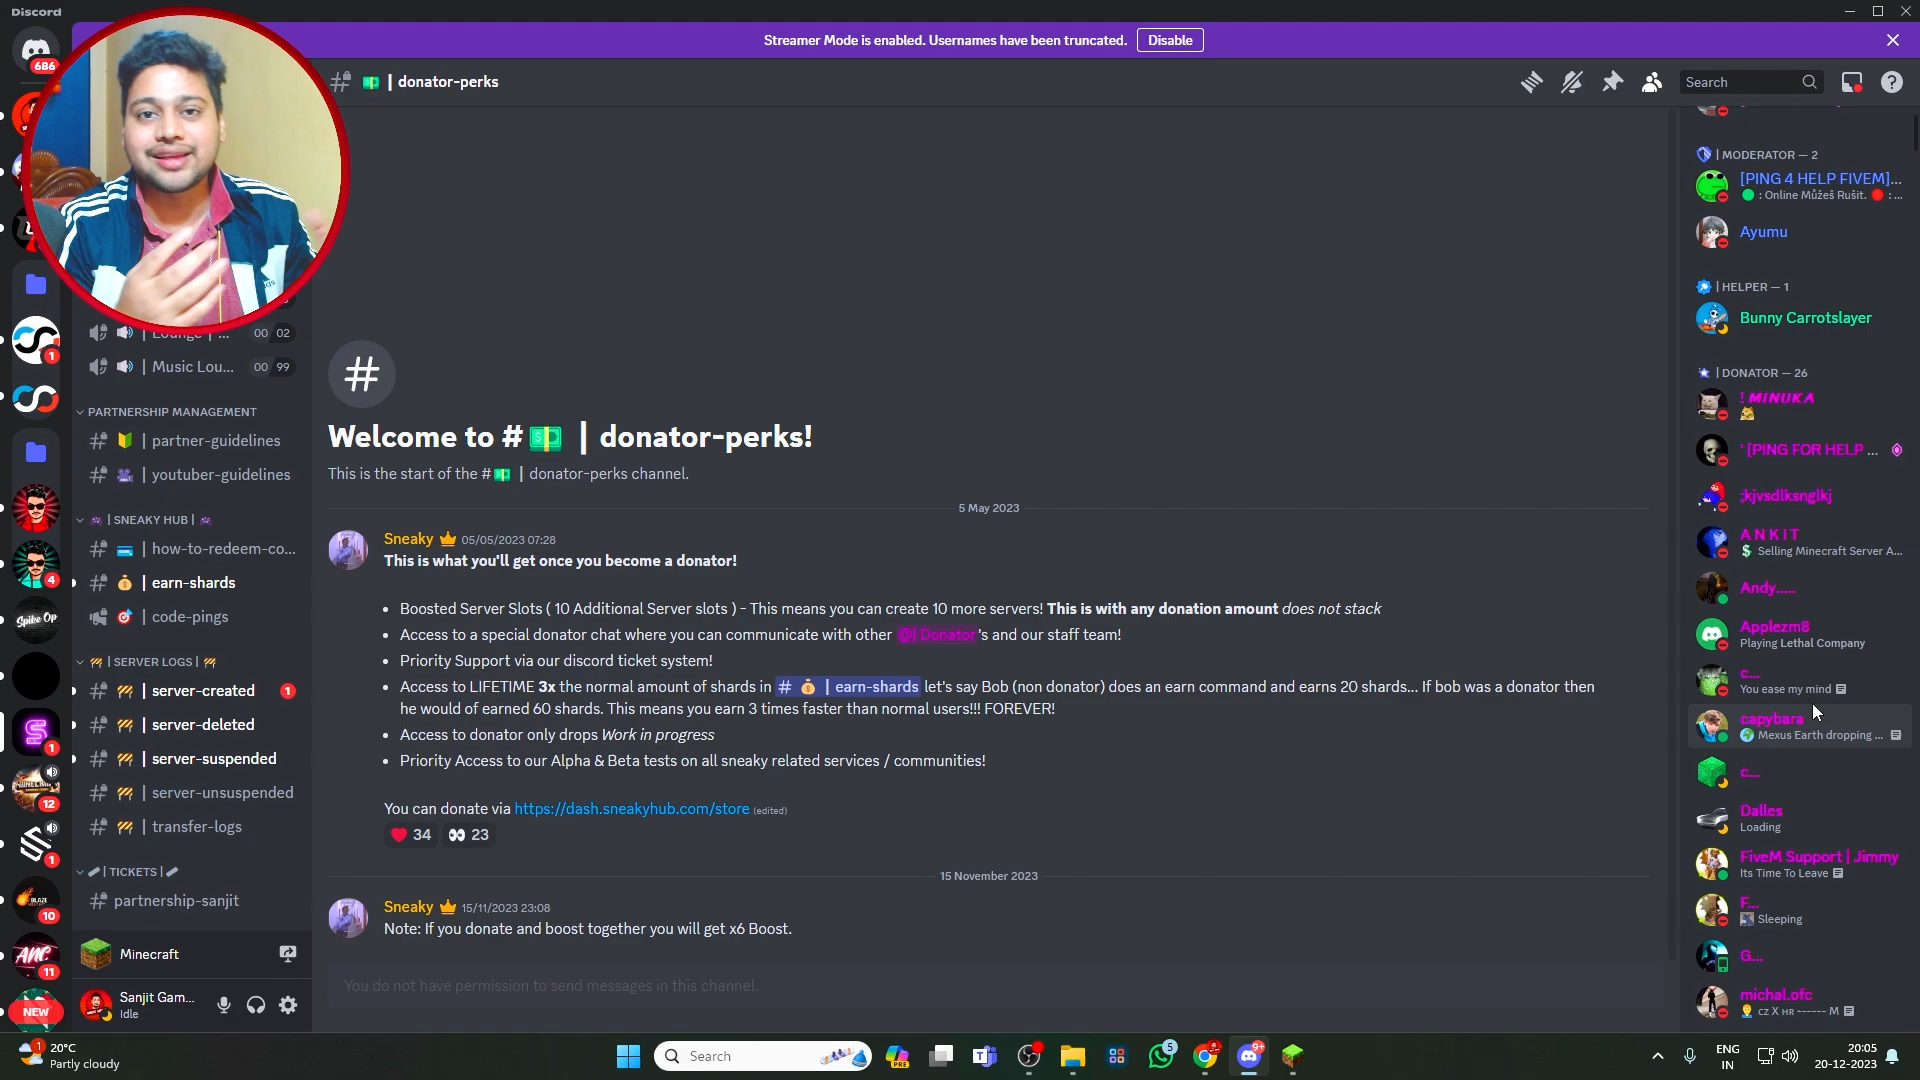 Discord
Streamer Mode is enabled. Usernames have been truncated.
Disable
686
| donator-perks
Search
| Lounge | ...
00 02
| Music Lou...
00 99
PARTNERSHIP MANAGEMENT
| partner-guidelines
| youtuber-guidelines
| SNEAKY HUB |
| how-to-redeem-co...
| earn-shards
| code-pings
| SERVER LOGS |
| server-created
1
| server-deleted
| server-suspended
| server-unsuspended
| transfer-logs
| TICKETS |
partnership-sanjit
Minecraft
Sanjit Gam...
Idle
1
4
Spike Op
1
12
1
10
ANC
11
NEW
Welcome to # | donator-perks!
This is the start of the # | donator-perks channel.
5 May 2023
Sneaky 05/05/2023 07:28
This is what you'll get once you become a donator!
• Boosted Server Slots ( 10 Additional Server slots ) - This means you can create 10 more servers! This is with any donation amount does not stack
• Access to a special donator chat where you can communicate with other @| Donator's and our staff team!
• Priority Support via our discord ticket system!
• Access to LIFETIME 3x the normal amount of shards in # | earn-shards let's say Bob (non donator) does an earn command and earns 20 shards... If bob was a donator then
he would of earned 60 shards. This means you earn 3 times faster than normal users!!! FOREVER!
• Access to donator only drops Work in progress
• Priority Access to our Alpha & Beta tests on all sneaky related services / communities!
You can donate via https://dash.sneakyhub.com/store (edited)
34
23
15 November 2023
Sneaky 15/11/2023 23:08
Note: If you donate and boost together you will get x6 Boost.
You do not have permission to send messages in this channel.
| MODERATOR — 2
[PING 4 HELP FIVEM]...
: Online Můžeš Rušit. : ...
Ayumu
| HELPER — 1
Bunny Carrotslayer
| DONATOR — 26
! MINUKA
' [PING FOR HELP ...
;kjvsdlksnglkj
A N K I T
Selling Minecraft Server A...
Andy.....
Applezm8
Playing Lethal Company
c...
You ease my mind
capybara
Mexus Earth dropping ...
c...
Dalles
Loading
FiveM Support | Jimmy
Its Time To Leave
F...
Sleeping
G...
michal.ofc
CZ X HR ------ M
1
20°C
Partly cloudy
Search
PRE
5
9+
ENG
IN
20:05
20-12-2023